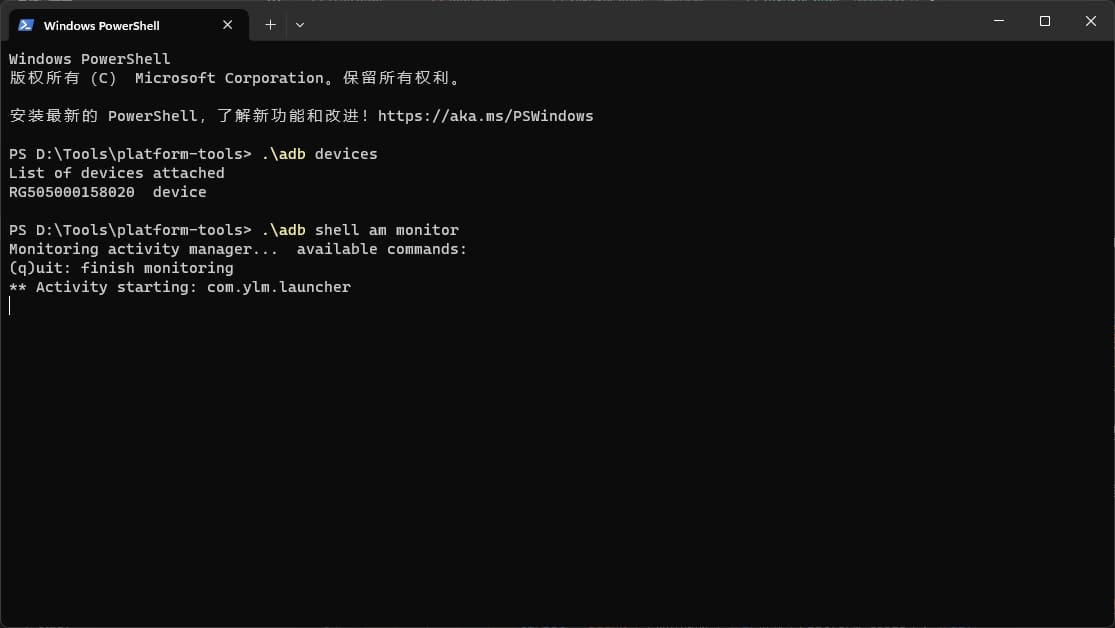 Windows PowerShell
Windows PowerShell
版权所有 (C)  Microsoft Corporation。保留所有权利。
安装最新的 PowerShell，了解新功能和改进！https://aka.ms/PSWindows
PS D:\Tools\platform-tools> .\adb devices
List of devices attached
RG505000158020  device
PS D:\Tools\platform-tools> .\adb shell am monitor
Monitoring activity manager...  available commands:
(q)uit: finish monitoring
** Activity starting: com.ylm.launcher